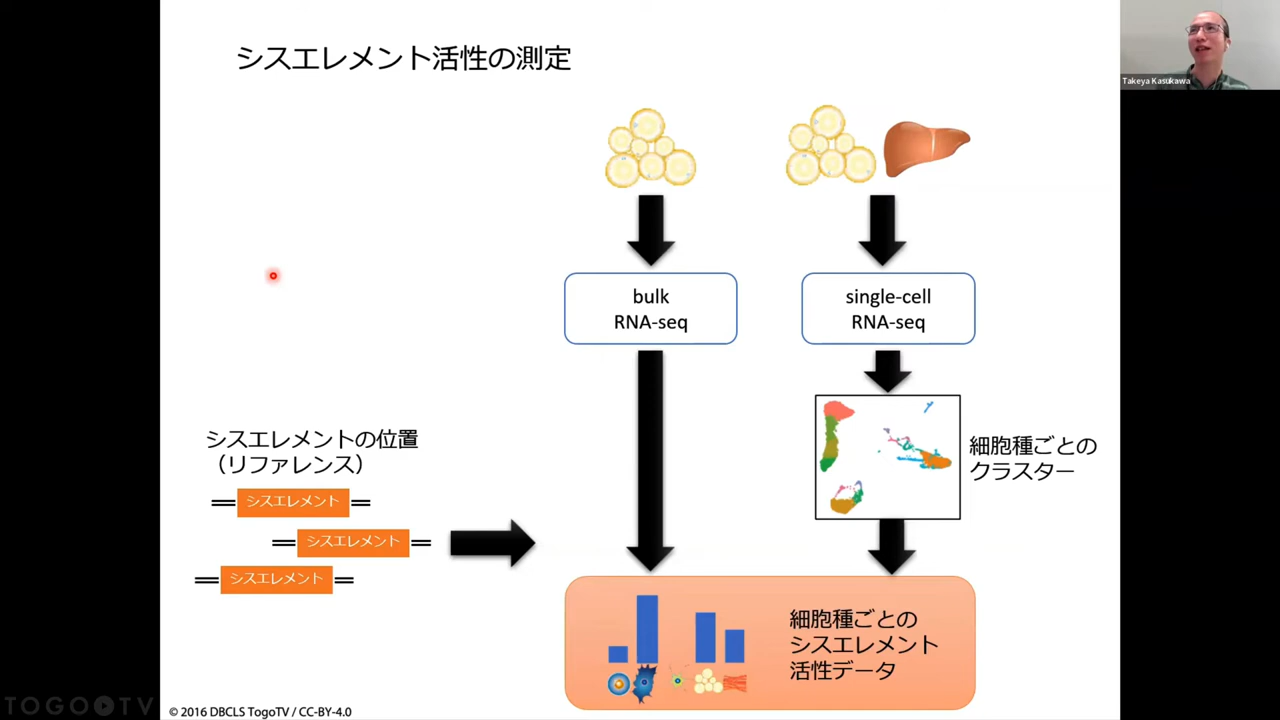 シスエレメント活性の測定
Takeya Kasukawa
bulk
RNA-seq
single-cell
RNA-seq
シスエレメントの位置
（リファレンス）
シスエレメント
シスエレメント
シスエレメント
細胞種ごとの
クラスター
細胞種ごとの
シスエレメント
活性データ
TOGOTV
© 2016 DBCLS TogoTV / CC-BY-4.0